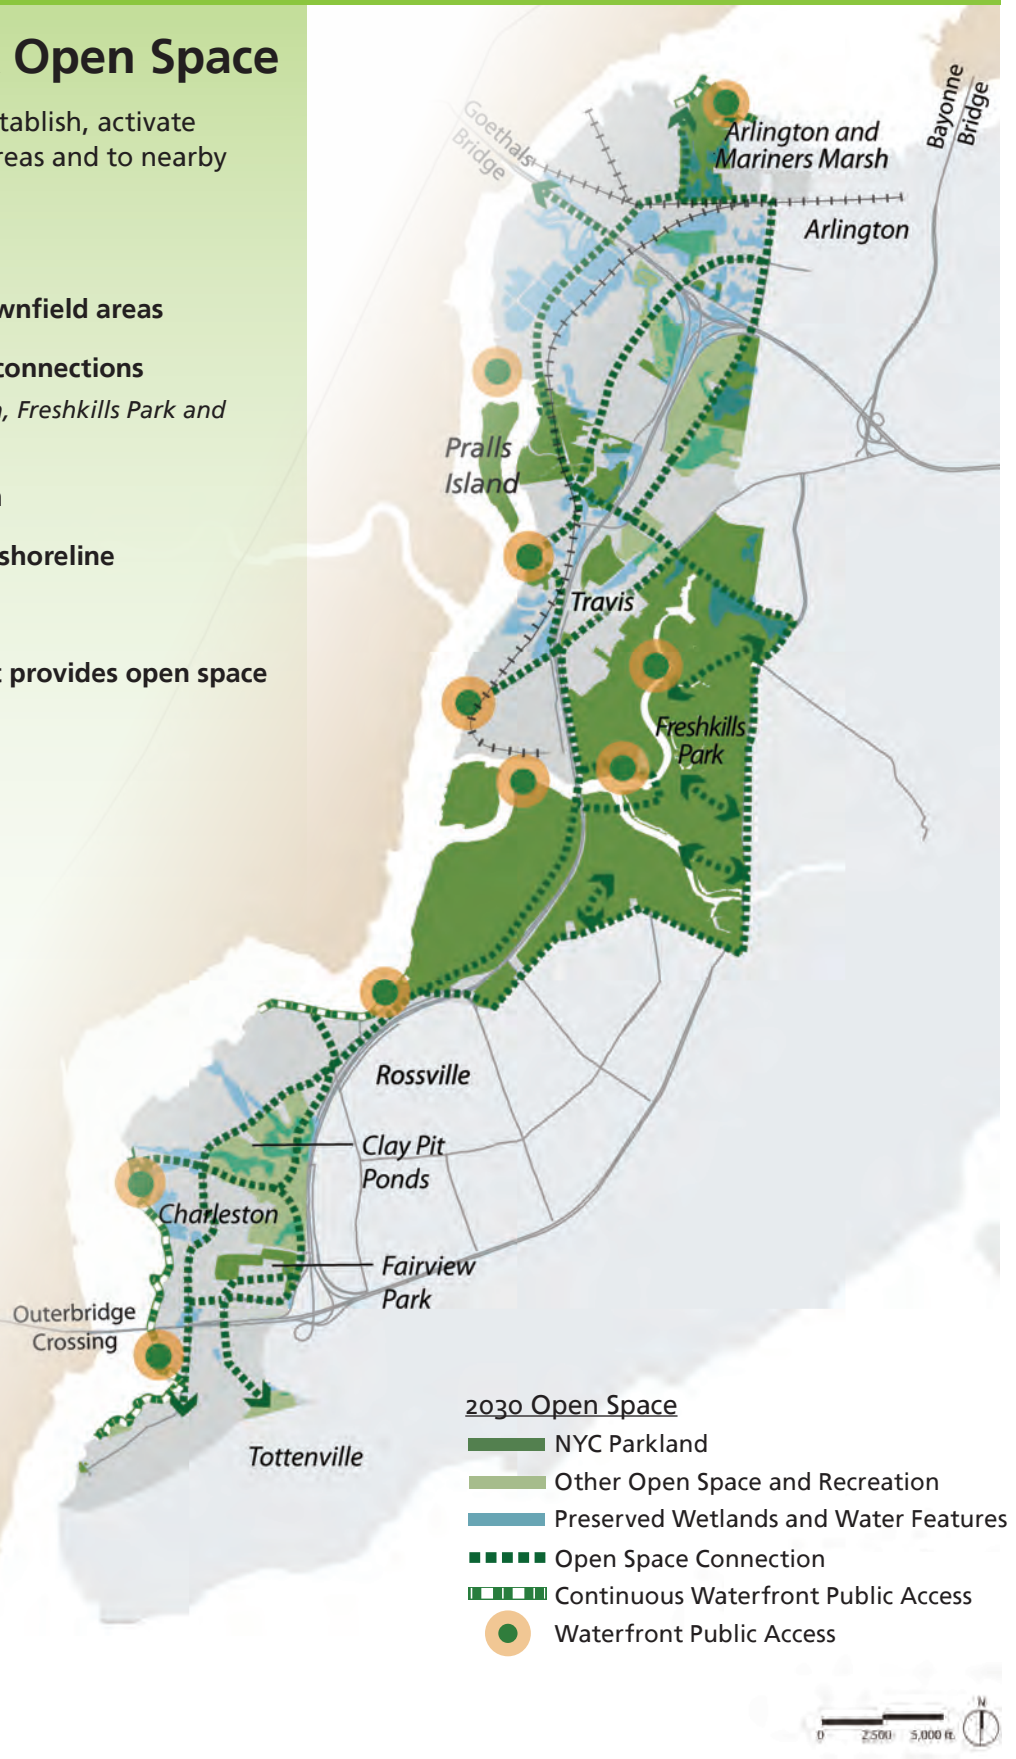 Open Space
tablish, activate
reas and to nearby
wnfield areas
connections
, Freshkills Park and
shoreline
t provides open space
Goethals
Bridge
Bayonne
Bridge
Arlington and
Mariners Marsh
Arlington
Pralls
Island
Travis
Freshkills
Park
Rossville
Clay Pit
Ponds
Charleston
Fairview
Park
Outerbridge
Crossing
Tottenville
2030 Open Space
NYC Parkland
Other Open Space and Recreation
Preserved Wetlands and Water Features
Open Space Connection
Continuous Waterfront Public Access
Waterfront Public Access
N
0 2,500 5,000 ft.